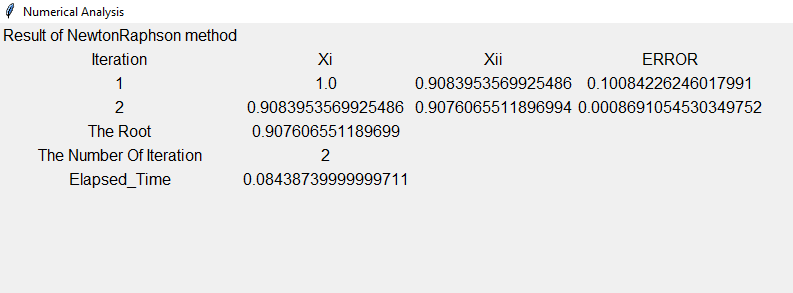 Numerical Analysis
Result of NewtonRaphson method
Iteration Xi Xii ERROR
1 1.0 0.9083953569925486 0.10084226246017991
2 0.9083953569925486 0.9076065511896994 0.0008691054530349752
The Root 0.907606551189699
The Number Of Iteration 2
Elapsed_Time 0.08438739999999711